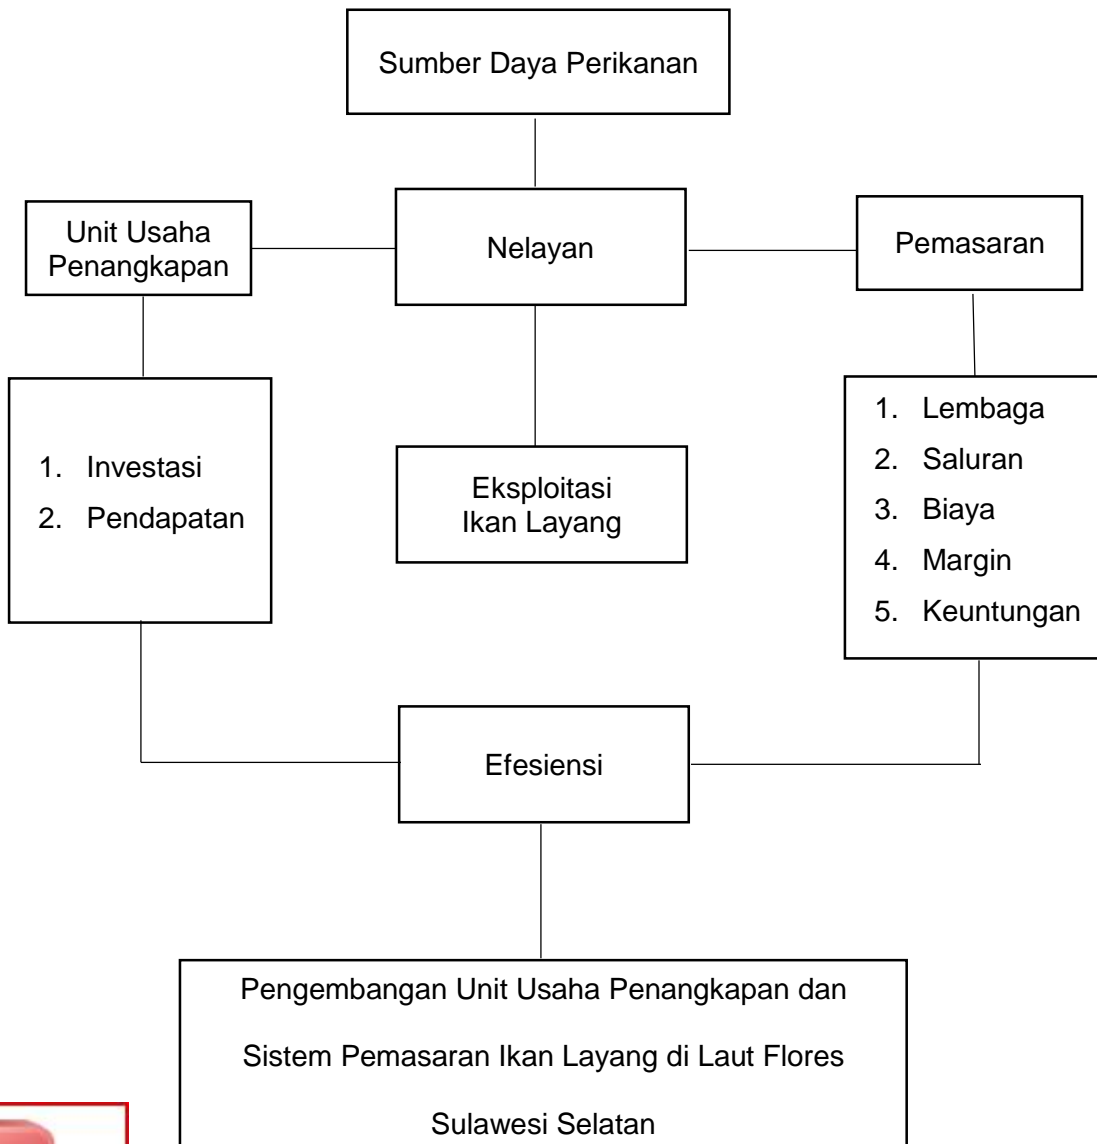 Sumber Daya Perikanan
Unit Usaha
Penangkapan
Nelayan
Pemasaran
1. Investasi
2. Pendapatan
Eksploitasi
Ikan Layang
1. Lembaga
2. Saluran
3. Biaya
4. Margin
5. Keuntungan
Efesiensi
Pengembangan Unit Usaha Penangkapan dan
Sistem Pemasaran Ikan Layang di Laut Flores
Sulawesi Selatan